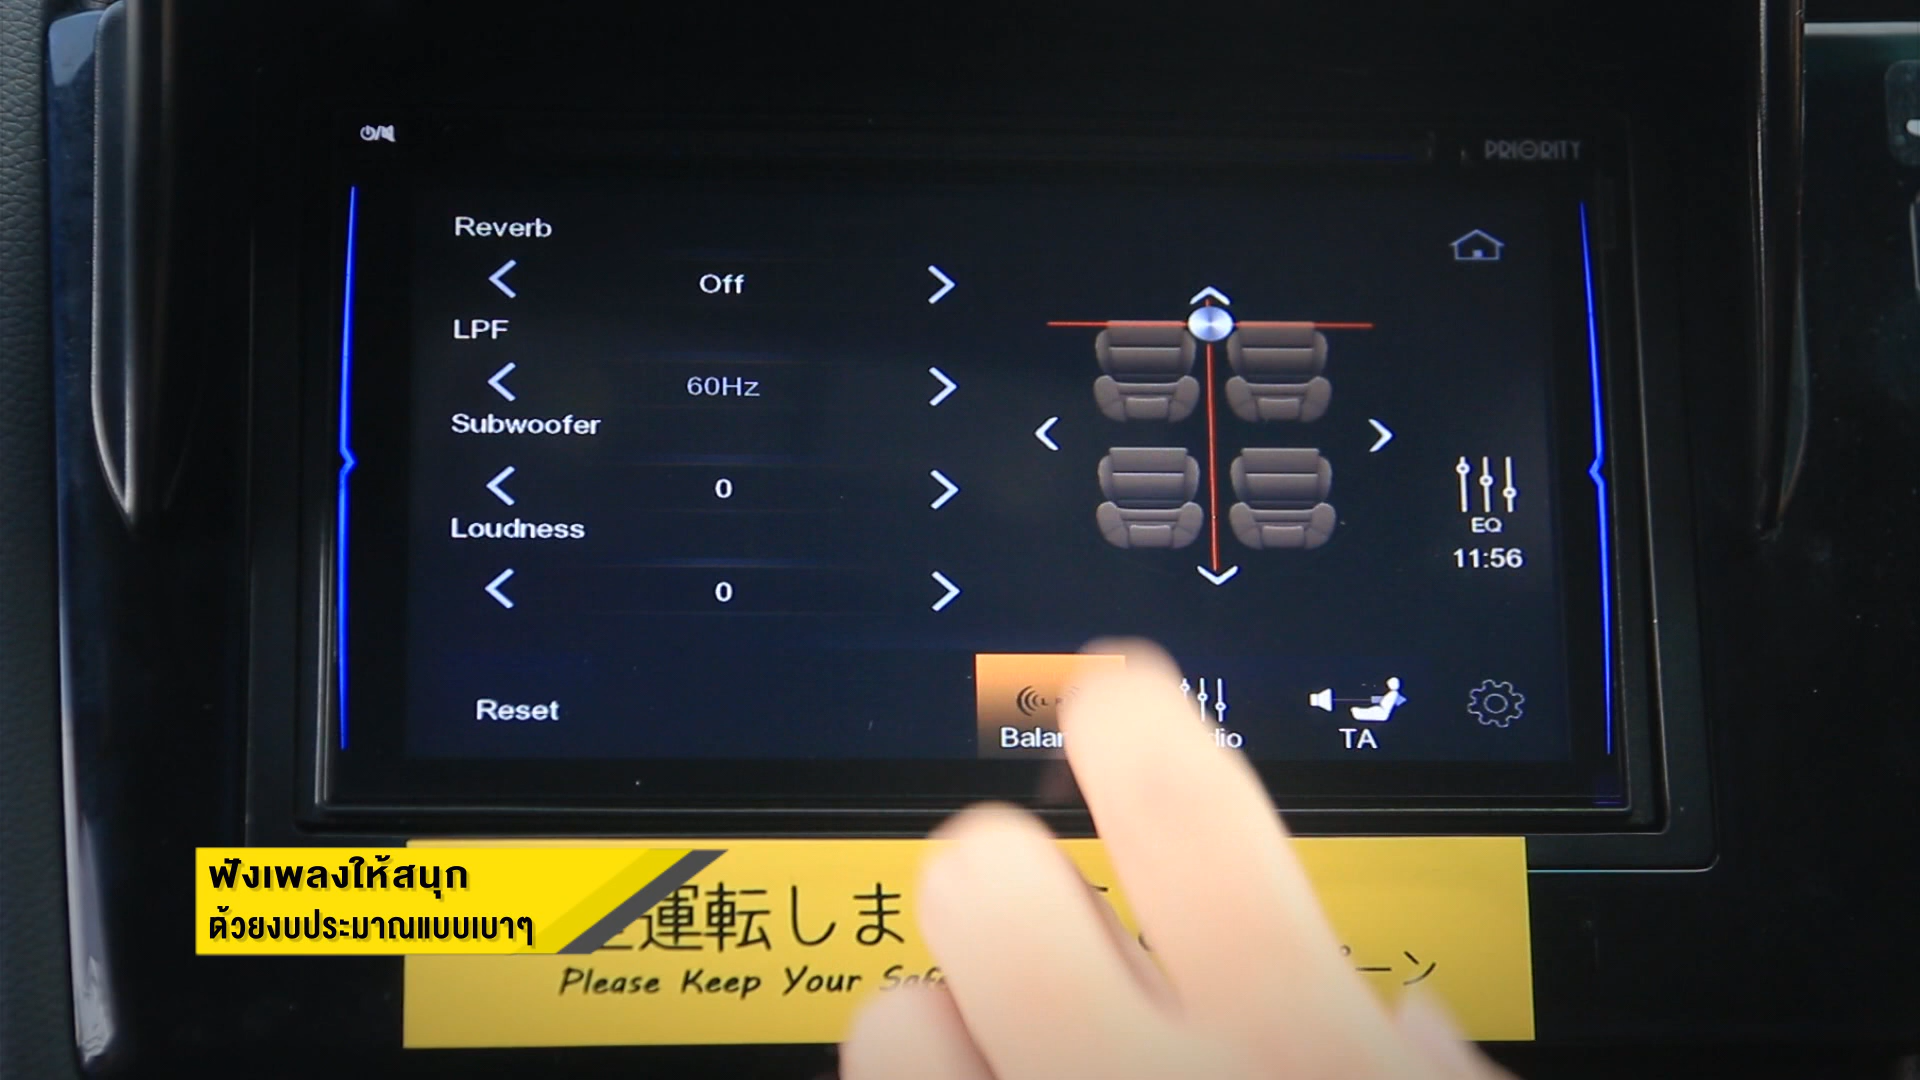 PRIORITY
Reverb
Off
LPF
60Hz
Subwoofer
0
Loudness
0
EQ
11:56
Reset
TA
ฟังเพลงให้สนุก
ด้วยงบประมาณแบบเบาๆ
運転しま
Please Keep Your
ーン